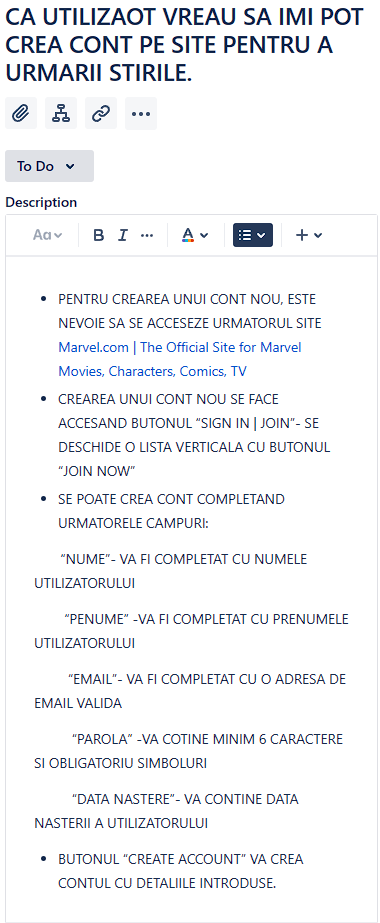 CA UTILIZAOT VREAU SA IMI POT
CREA CONT PE SITE PENTRU A
URMARII STIRILE.
To Do
Description
Aa B I
A
PENTRU CREAREA UNUI CONT NOU, ESTE
NEVOIE SA SE ACCESEZE URMATORUL SITE
Marvel.com | The Official Site for Marvel
Movies, Characters, Comics, TV
CREAREA UNUI CONT NOU SE FACE
ACCESAND BUTONUL “SIGN IN | JOIN”- SE
DESCHIDE O LISTA VERTICALA CU BUTONUL
“JOIN NOW”
SE POATE CREA CONT COMPLETAND
URMATORELE CAMPURI:
“NUME”- VA FI COMPLETAT CU NUMELE
UTILIZATORULUI
“PENUME” -VA FI COMPLETAT CU PRENUMELE
UTILIZATORULUI
“EMAIL”- VA FI COMPLETAT CU O ADRESA DE
EMAIL VALIDA
“PAROLA” -VA COTINE MINIM 6 CARACTERE
SI OBLIGATORIU SIMBOLURI
“DATA NASTERE”- VA CONTINE DATA
NASTERII A UTILIZATORULUI
BUTONUL “CREATE ACCOUNT” VA CREA
CONTUL CU DETALIILE INTRODUSE.